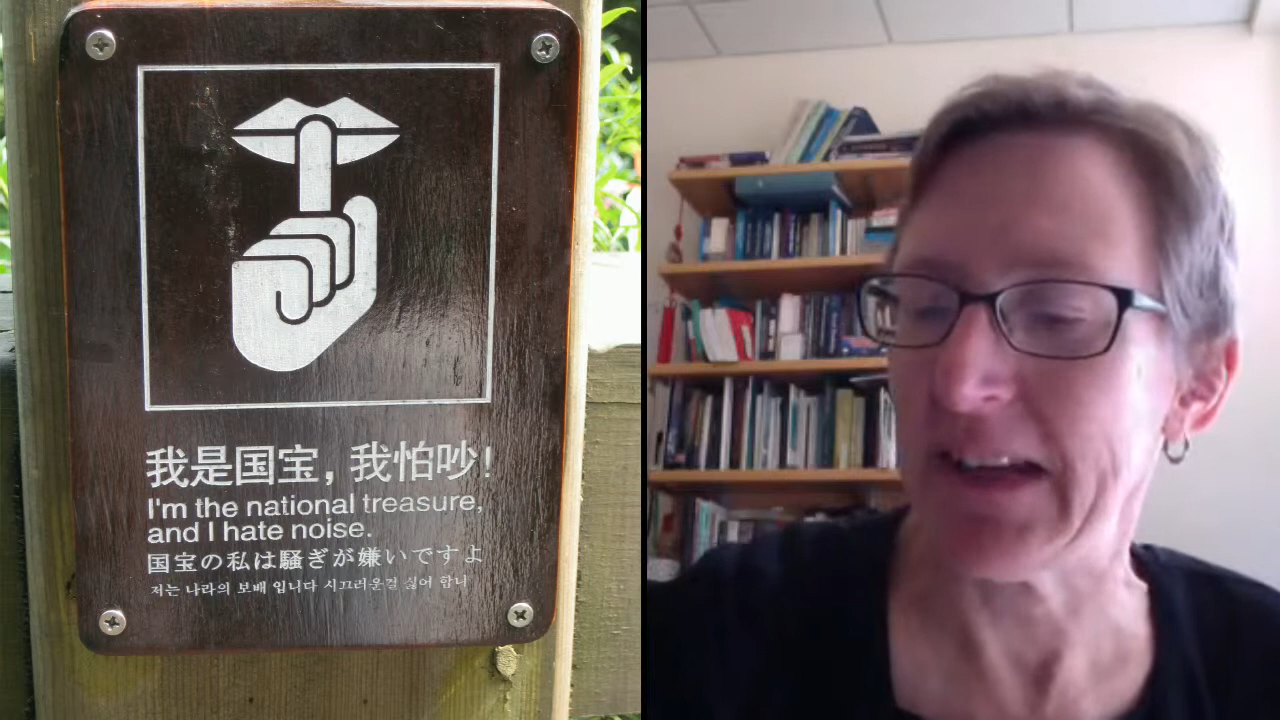 我是国宝，我怕吵!
I'm the national treasure,
and I hate noise.
国宝の私は騒ぎが嫌いですよ
저는 나라의 보배 입니다 시끄러운걸 싫어 합니